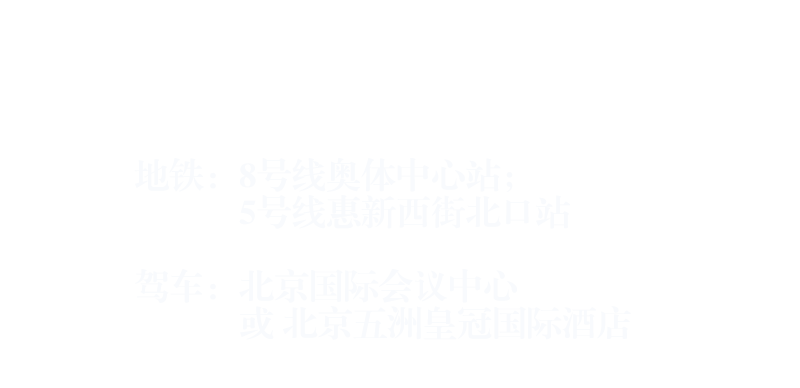 地铁：8号线奥体中心站；
5号线惠新西街北口站
驾车：北京国际会议中心
或 北京五洲皇冠国际酒店